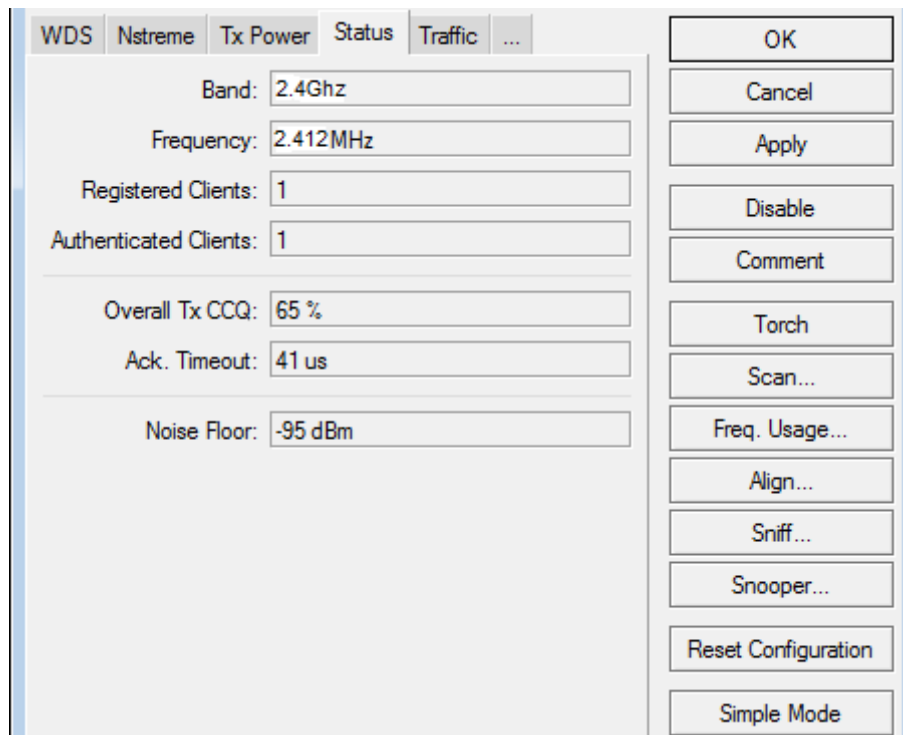 WDS Nstreme Tx Power Status Traffic ...
Band: 2.4Ghz
Frequency: 2.412MHz
Registered Clients: 1
Authenticated Clients: 1
Overall Tx CCQ: 65 %
Ack. Timeout: 41 us
Noise Floor: -95 dBm
OK
Cancel
Apply
Disable
Comment
Torch
Scan...
Freq. Usage...
Align...
Sniff...
Snooper...
Reset Configuration
Simple Mode